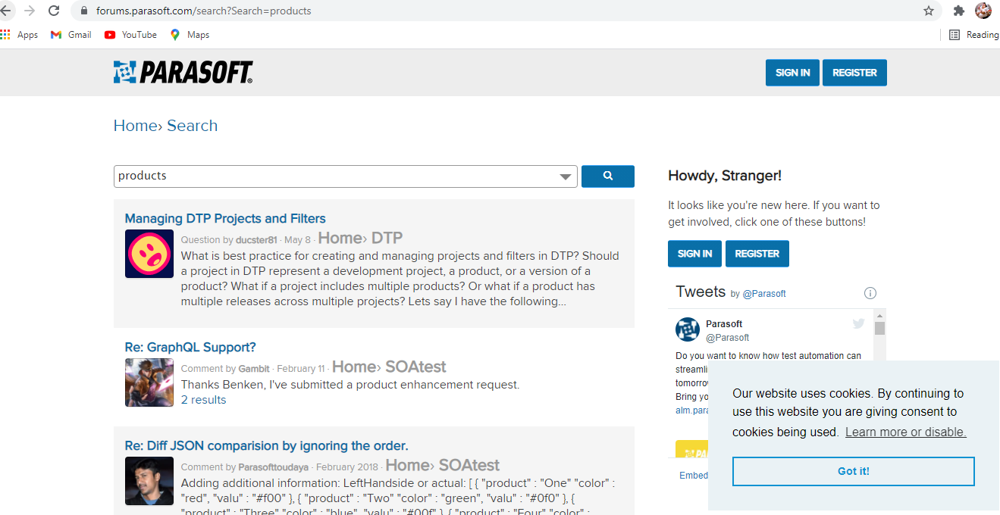 forums.parasoft.com/search?Search=products
Apps Gmail YouTube Maps Reading
PARASOFT®
SIGN IN REGISTER
Home› Search
products
Managing DTP Projects and Filters
Question by ducster81 · May 8 · Home› DTP
What is best practice for creating and managing projects and filters in DTP? Should
a project in DTP represent a development project, a product, or a version of a
product? What if a project includes multiple products? Or what if a product has
multiple releases across multiple projects? Lets say I have the following...
Re: GraphQL Support?
Comment by Gambit · February 11 · Home› SOAtest
Thanks Benken, I've submitted a product enhancement request.
2 results
Re: Diff JSON comparision by ignoring the order.
Comment by Parasofttoudaya · February 2018 · Home› SOAtest
Adding additional information: LeftHandside or actual: [ { "product" : "One" "color" :
"red", "valu" : "#f00" }, { "product" : "Two" "color" : "green", "valu" : "#0f0" }, {
"product" : "Three" "color" : "blue", "valu" : "#00f" }, { "product" : "Four" "color" :
Howdy, Stranger!
It looks like you're new here. If you want to
get involved, click one of these buttons!
SIGN IN REGISTER
Tweets by @Parasoft
Parasoft
@Parasoft
Do you want to know how test automation can
streamli
tomorrow
Bring yo
alm.para
Embed
Our website uses cookies. By continuing to
use this website you are giving consent to
cookies being used. Learn more or disable.
Got it!